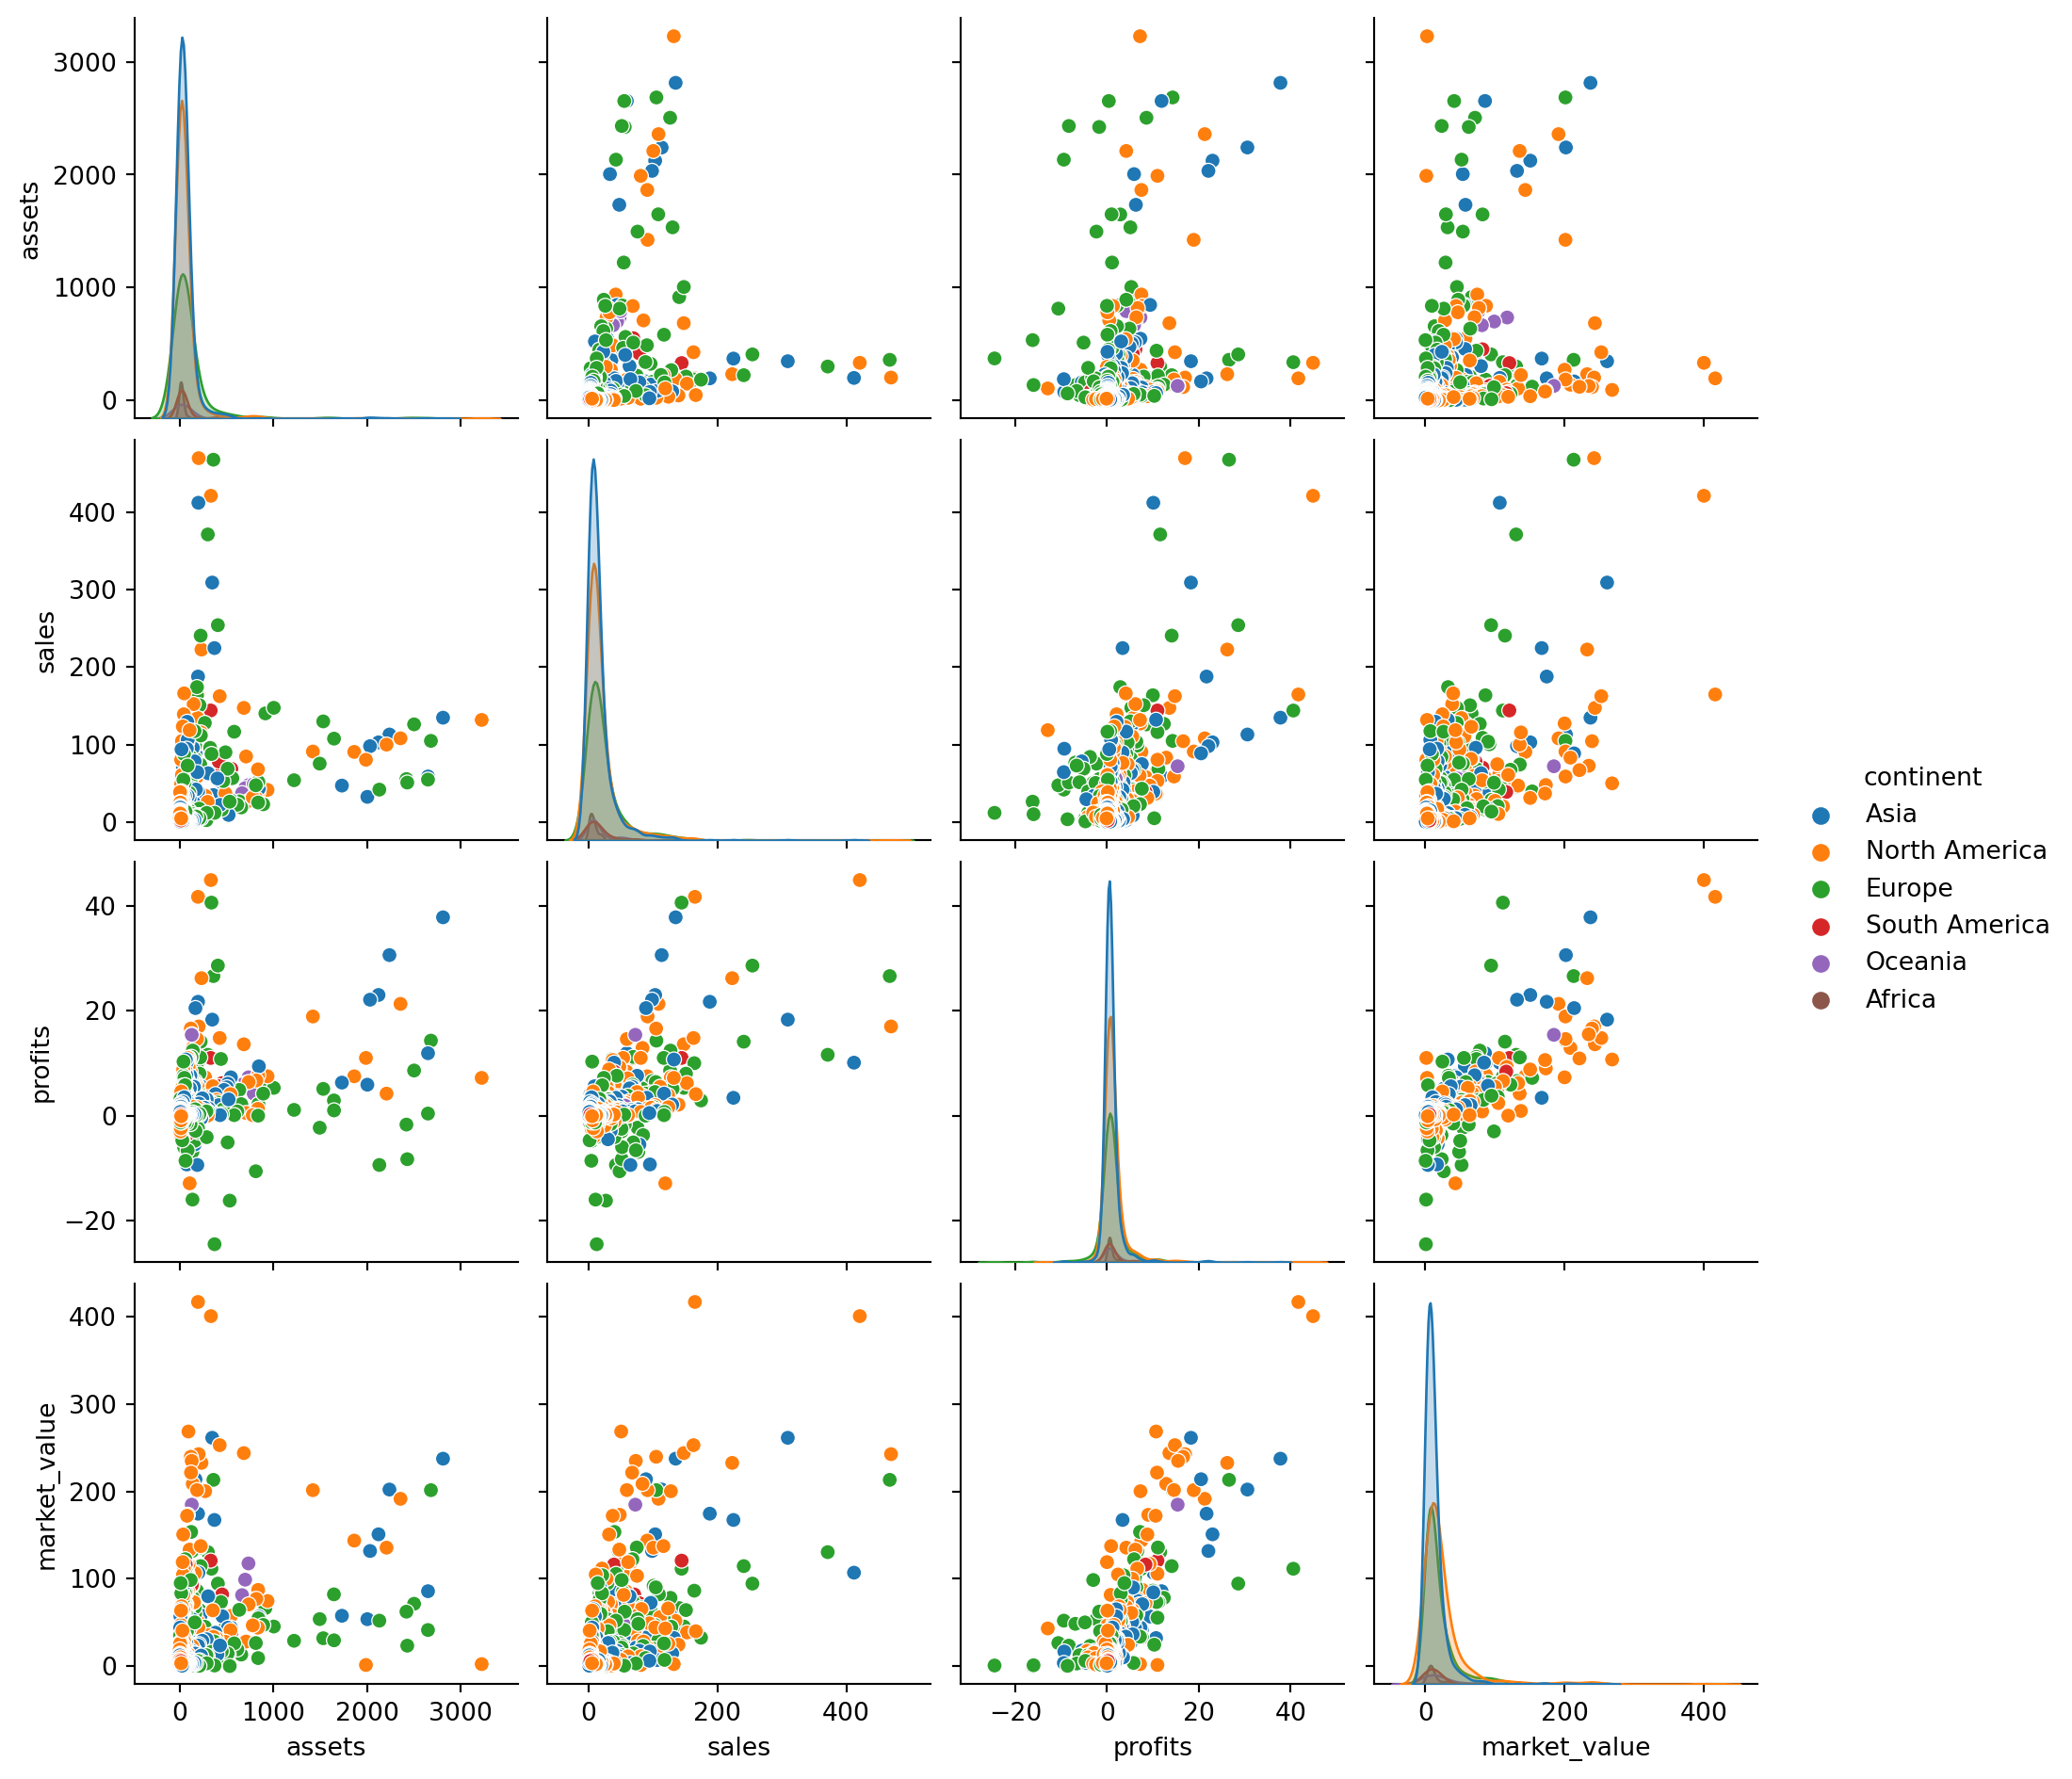 3000
2000
1000
0
assets
400
300
200
100
0
sales
40
20
0
−20
profits
400
300
200
100
0
market_value
0 1000 2000 3000
assets
0 200 400
sales
−20 0 20 40
profits
0 200 400
market_value
continent
Asia
North America
Europe
South America
Oceania
Africa